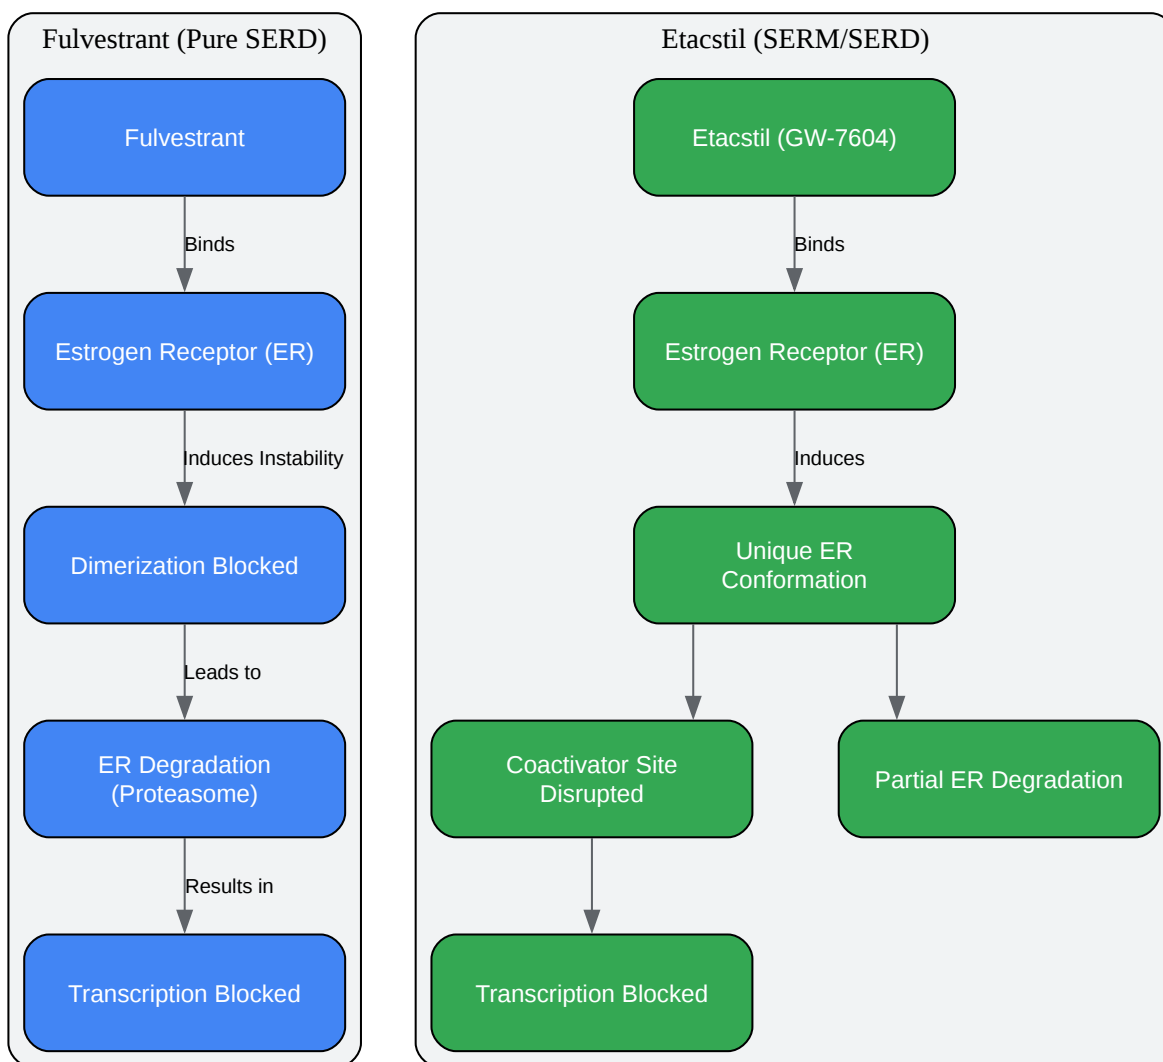 Fulvestrant (Pure SERD)
Fulvestrant
Binds
Estrogen Receptor (ER)
Induces Instability
Dimerization Blocked
Leads to
ER Degradation
(Proteasome)
Results in
Transcription Blocked
Etacstil (SERM/SERD)
Etacstil (GW-7604)
Binds
Estrogen Receptor (ER)
Induces
Unique ER
Conformation
Coactivator Site
Disrupted
Partial ER Degradation
Transcription Blocked